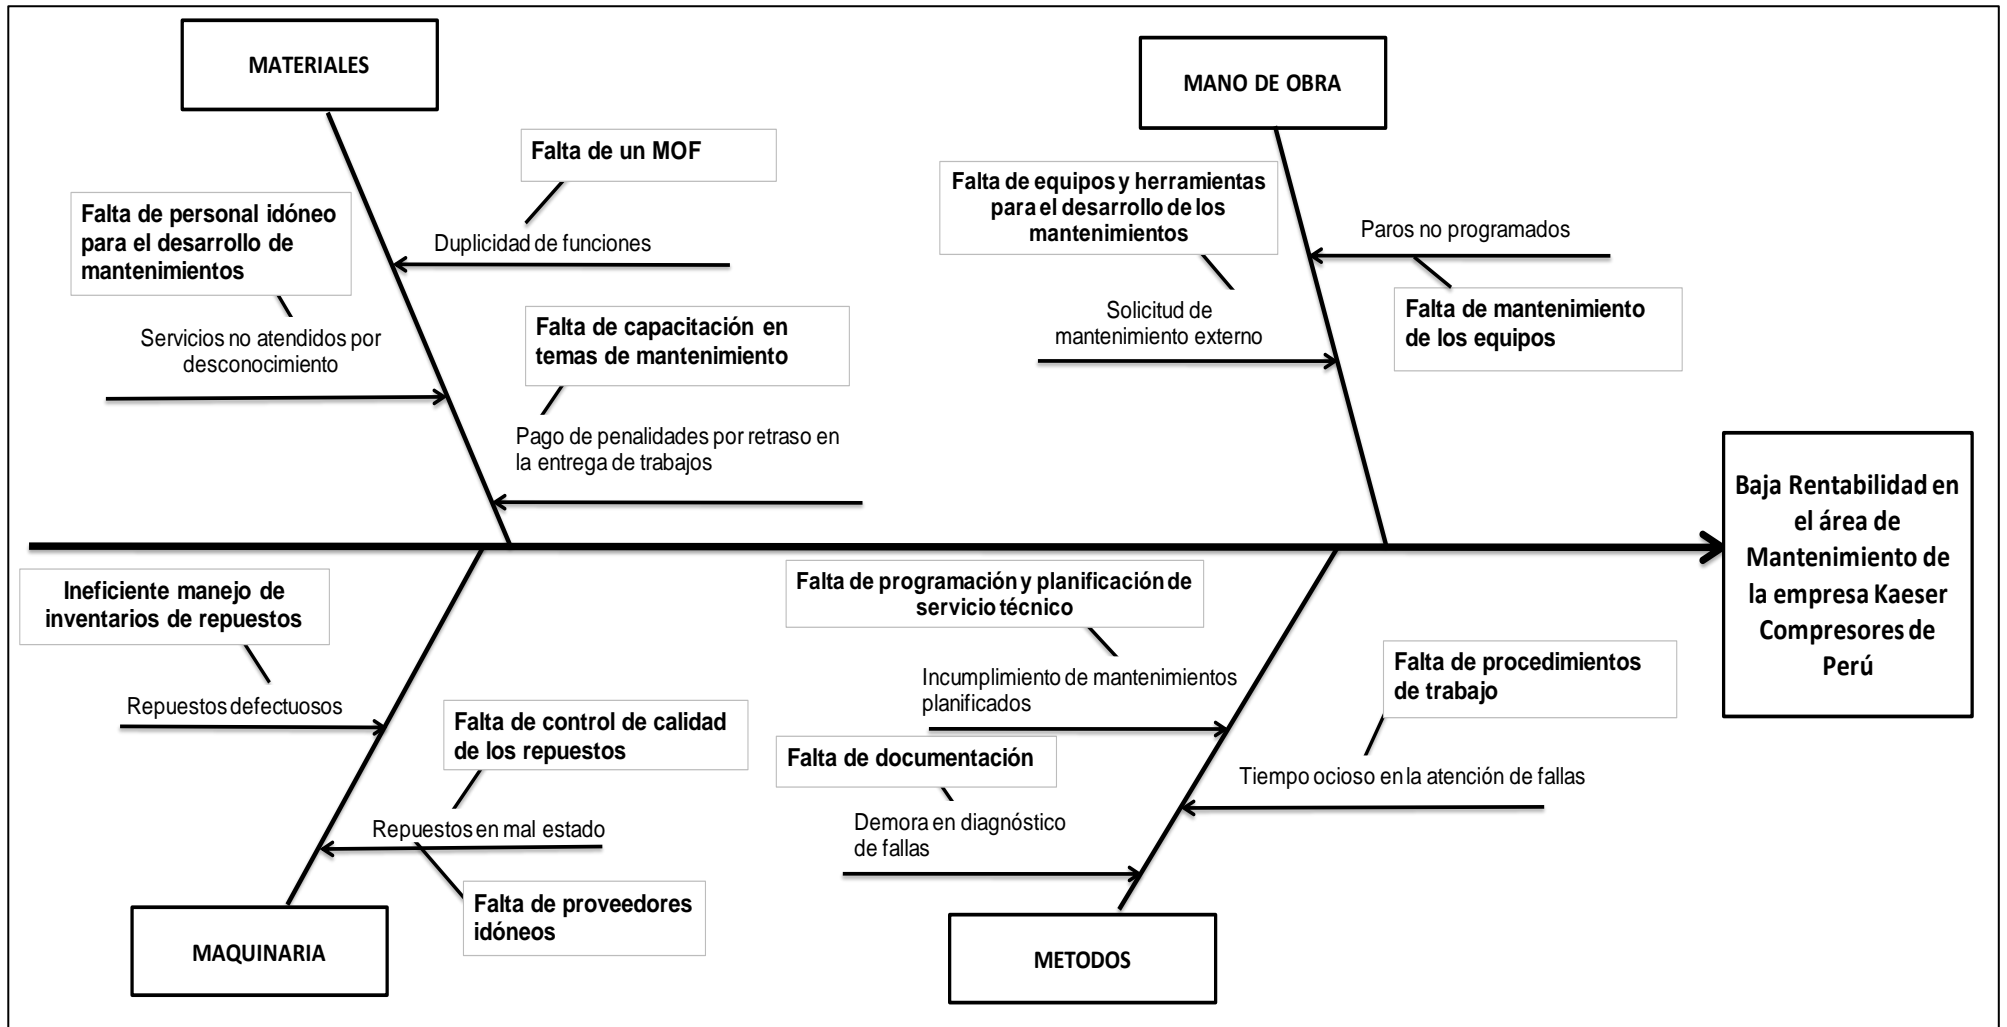 MATERIALES
MANO DE OBRA
Falta de un MOF
Falta de personal idóneo
para el desarrollo de
mantenimientos
Duplicidad de funciones
Falta de equipos y herramientas
para el desarrollo de los
mantenimientos
Paros no programados
Servicios no atendidos por
desconocimiento
Falta de capacitación en
temas de mantenimiento
Solicitud de
mantenimiento externo
Falta de mantenimiento
de los equipos
Pago de penalidades por retraso en
la entrega de trabajos
Baja Rentabilidad en
el área de
Mantenimiento de
la empresa Kaeser
Compresores de
Perú
Ineficiente manejo de
inventarios de repuestos
Falta de programación y planificación de
servicio técnico
Repuestos defectuosos
Falta de control de calidad
de los repuestos
Incumplimiento de mantenimientos
planificados
Falta de procedimientos
de trabajo
Falta de documentación
Tiempo ocioso en la atención de fallas
Repuestos en mal estado
Demora en diagnóstico
de fallas
Falta de proveedores
idóneos
MAQUINARIA
METODOS